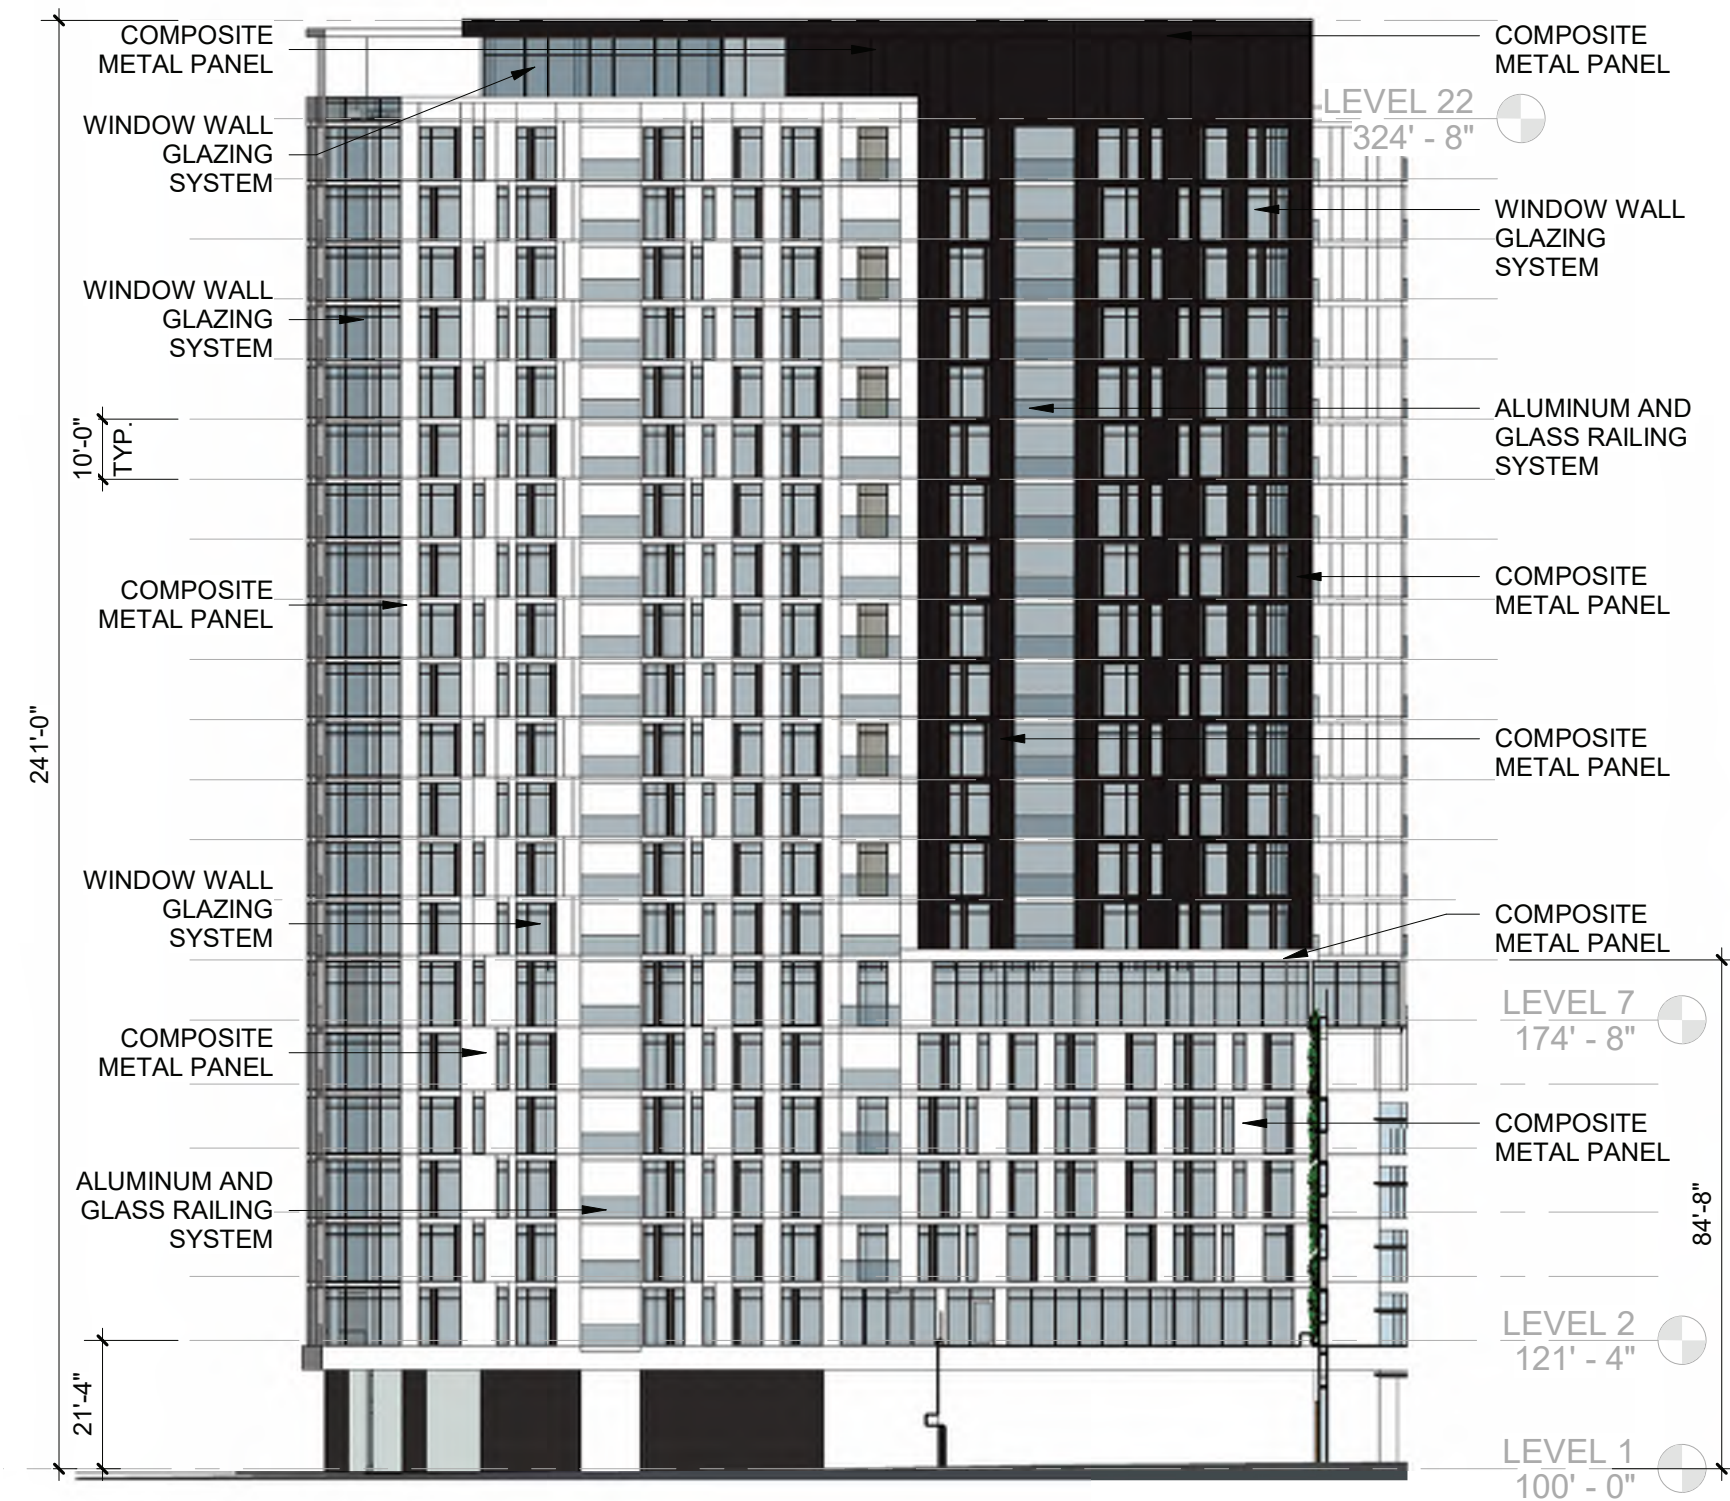 COMPOSITE
METAL PANEL
WINDOW WALL
GLAZING
SYSTEM
WINDOW WALL
GLAZING
SYSTEM
10'-0"
TYP.
COMPOSITE
METAL PANEL
241'-0"
WINDOW WALL
GLAZING
SYSTEM
COMPOSITE
METAL PANEL
ALUMINUM AND
GLASS RAILING
SYSTEM
21'-4"
COMPOSITE
METAL PANEL
LEVEL 22
324' - 8"
WINDOW WALL
GLAZING
SYSTEM
ALUMINUM AND
GLASS RAILING
SYSTEM
COMPOSITE
METAL PANEL
COMPOSITE
METAL PANEL
COMPOSITE
METAL PANEL
LEVEL 7
174' - 8"
COMPOSITE
METAL PANEL
84'-8"
LEVEL 2
121' - 4"
LEVEL 1
100' - 0"